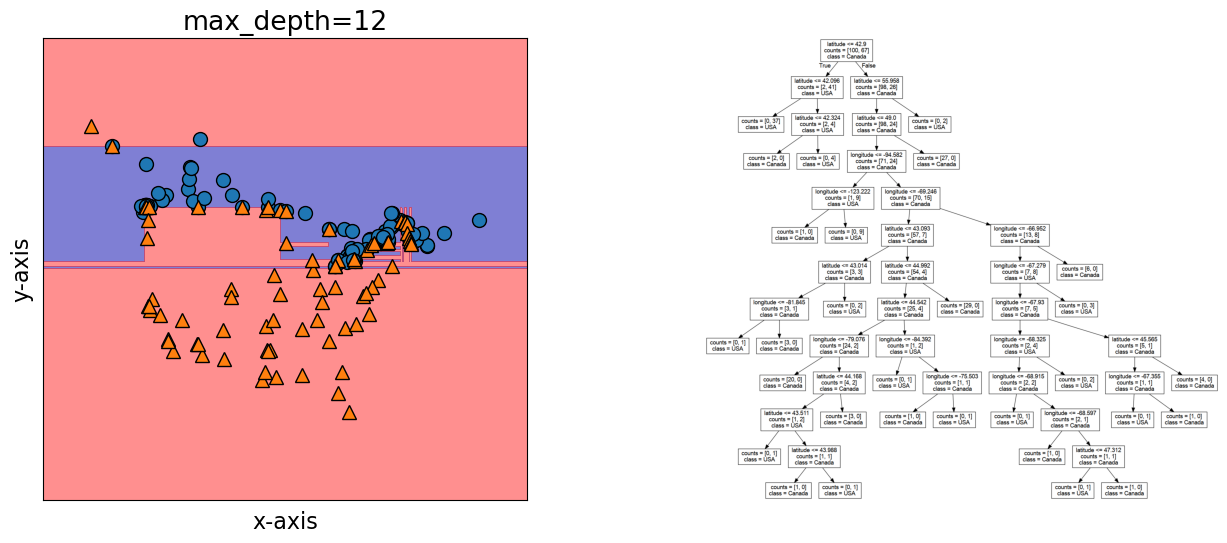 max_depth=12
y-axis
x-axis
latitude <= 42.9
counts = [100, 67]
class = Canada
True
False
latitude <= 42.096
counts = [2, 41]
class = USA
latitude <= 55.958
counts = [98, 26]
class = Canada
counts = [0, 37]
class = USA
latitude <= 42.324
counts = [2, 4]
class = USA
latitude <= 49.0
counts = [98, 24]
class = Canada
counts = [0, 2]
class = USA
counts = [2, 0]
class = Canada
counts = [0, 4]
class = USA
longitude <= -94.582
counts = [71, 24]
class = Canada
counts = [27, 0]
class = Canada
longitude <= -123.222
counts = [1, 9]
class = USA
longitude <= -69.246
counts = [70, 15]
class = Canada
counts = [1, 0]
class = Canada
counts = [0, 9]
class = USA
latitude <= 43.093
counts = [57, 7]
class = Canada
longitude <= -66.952
counts = [13, 8]
class = Canada
latitude <= 43.014
counts = [3, 3]
class = Canada
latitude <= 44.992
counts = [54, 4]
class = Canada
longitude <= -67.279
counts = [7, 8]
class = USA
counts = [6, 0]
class = Canada
longitude <= -81.845
counts = [3, 1]
class = Canada
counts = [0, 2]
class = USA
latitude <= 44.542
counts = [25, 4]
class = Canada
counts = [29, 0]
class = Canada
longitude <= -67.93
counts = [7, 5]
class = Canada
counts = [0, 3]
class = USA
counts = [0, 1]
class = USA
counts = [3, 0]
class = Canada
longitude <= -79.076
counts = [24, 2]
class = Canada
longitude <= -84.392
counts = [1, 2]
class = USA
longitude <= -68.325
counts = [2, 4]
class = USA
latitude <= 45.565
counts = [5, 1]
class = Canada
counts = [20, 0]
class = Canada
latitude <= 44.168
counts = [4, 2]
class = Canada
counts = [0, 1]
class = USA
longitude <= -75.503
counts = [1, 1]
class = Canada
longitude <= -68.915
counts = [2, 2]
class = Canada
counts = [0, 2]
class = USA
longitude <= -67.355
counts = [1, 1]
class = Canada
counts = [4, 0]
class = Canada
latitude <= 43.511
counts = [1, 2]
class = USA
counts = [3, 0]
class = Canada
counts = [1, 0]
class = Canada
counts = [0, 1]
class = USA
counts = [0, 1]
class = USA
longitude <= -68.597
counts = [2, 1]
class = Canada
counts = [0, 1]
class = USA
counts = [1, 0]
class = Canada
counts = [0, 1]
class = USA
latitude <= 43.988
counts = [1, 1]
class = Canada
counts = [1, 0]
class = Canada
latitude <= 47.312
counts = [1, 1]
class = Canada
counts = [1, 0]
class = Canada
counts = [0, 1]
class = USA
counts = [0, 1]
class = USA
counts = [1, 0]
class = Canada